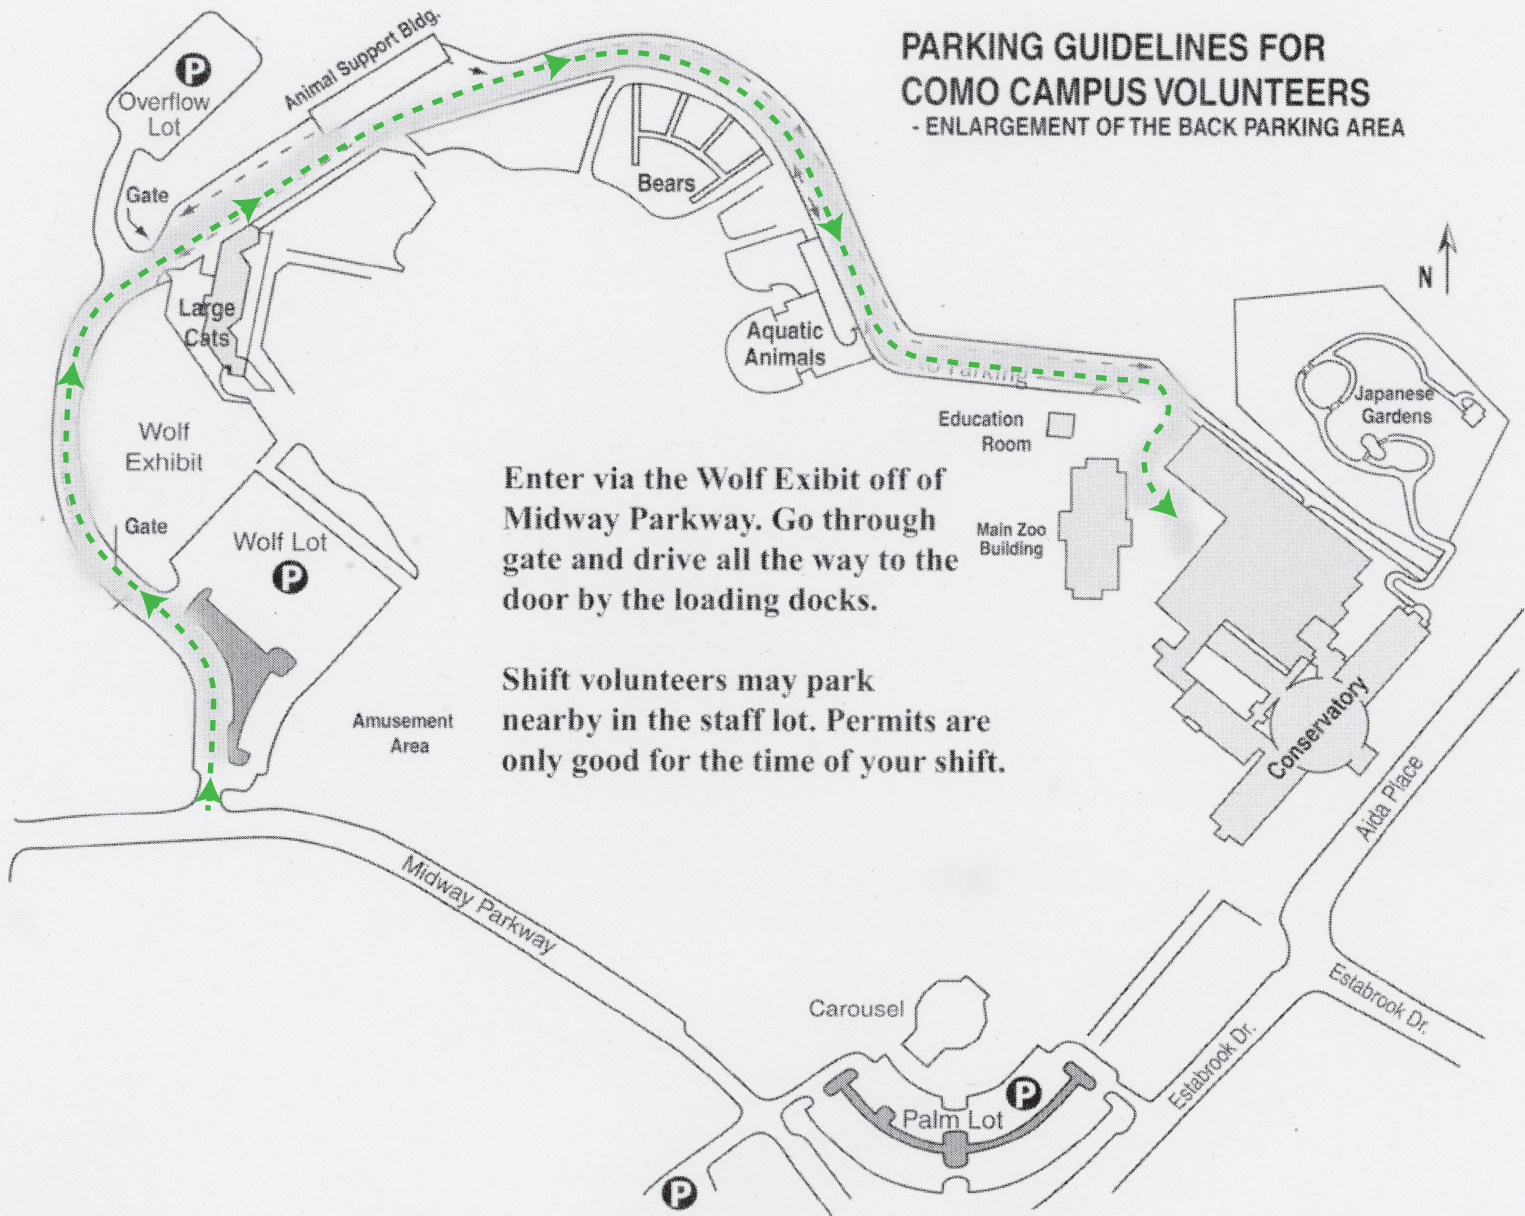 PARKING GUIDELINES FOR
COMO CAMPUS VOLUNTEERS
- ENLARGEMENT OF THE BACK PARKING AREA
P
Overflow
Lot
Animal Support Bldg.
Gate
Bears
Large
Cats
Aquatic
Animals
Parking
N
Japanese
Gardens
Education
Room
Wolf
Exhibit
Gate
Wolf Lot
P
Main Zoo
Building
Enter via the Wolf Exibit off of
Midway Parkway. Go through
gate and drive all the way to the
door by the loading docks.
Shift volunteers may park
nearby in the staff lot. Permits are
only good for the time of your shift.
Amusement
Area
Conservatory
Aida Place
Midway Parkway
Carousel
Estabrook Dr.
Estabrook Dr.
P
Palm Lot
P